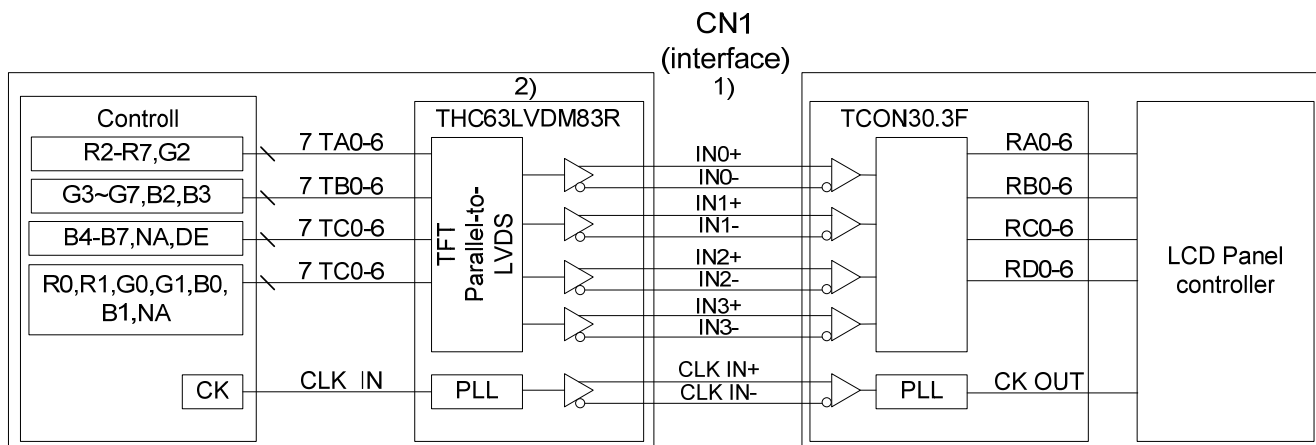 CN1
(interface)
1)
2)
Controll
R2-R7,G2
G3~G7,B2,B3
B4-B7,NA,DE
R0,R1,G0,G1,B0,
B1,NA
CK
7 TA0-6
7 TB0-6
7 TC0-6
7 TC0-6
CLK IN
THC63LVDM83R
TFT
Parallel-to-
LVDS
PLL
IN0+
IN0-
IN1+
IN1-
IN2+
IN2-
IN3+
IN3-
CLK IN+
CLK IN-
TCON30.3F
PLL
RA0-6
RB0-6
RC0-6
RD0-6
CK OUT
LCD Panel
controller